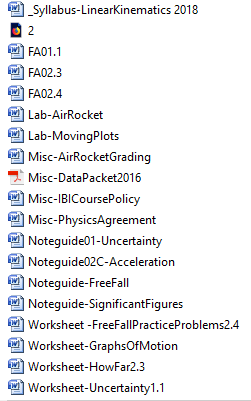 _Syllabus-LinearKinematics 2018
2
FA01.1
FA02.3
FA02.4
Lab-AirRocket
Lab-MovingPlots
Misc-AirRocketGrading
Misc-DataPacket2016
Misc-IBICoursePolicy
Misc-PhysicsAgreement
Noteguide01-Uncertainty
Noteguide02C-Acceleration
Noteguide-FreeFall
Noteguide-SignificantFigures
Worksheet -FreeFallPracticeProblems2.4
Worksheet-GraphsOfMotion
Worksheet-HowFar2.3
Worksheet-Uncertainty1.1